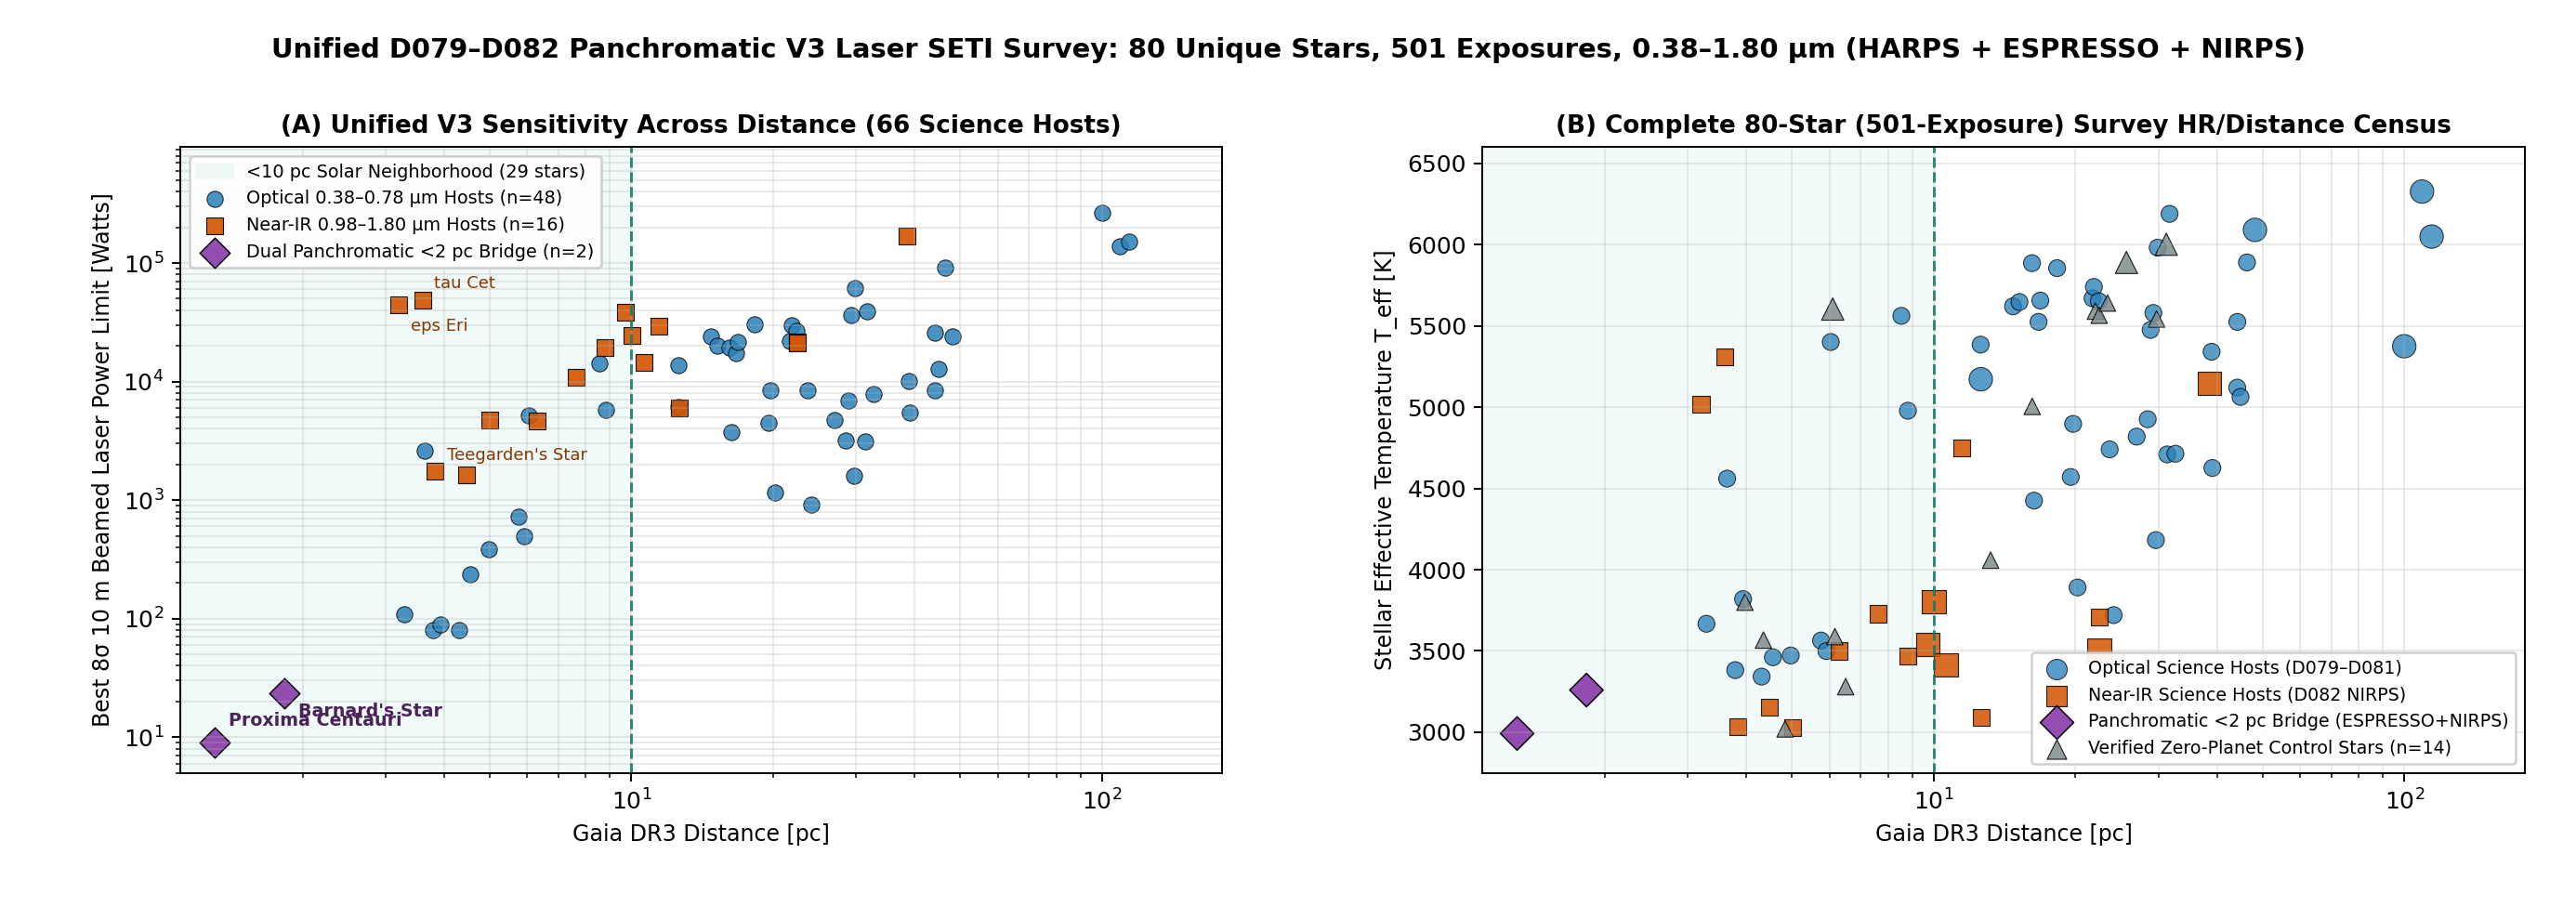 Unified D079–D082 Panchromatic V3 Laser SETI Survey: 80 Unique Stars, 501 Exposures, 0.38–1.80 μm (HARPS + ESPRESSO + NIRPS)
(A) Unified V3 Sensitivity Across Distance (66 Science Hosts)
<10 pc Solar Neighborhood (29 stars)
Optical 0.38–0.78 μm Hosts (n=48)
Near-IR 0.98–1.80 μm Hosts (n=16)
Dual Panchromatic <2 pc Bridge (n=2)
tau Cet
eps Eri
Teegarden's Star
Barnard's Star
Proxima Centauri
Best 8σ 10 m Beamed Laser Power Limit [Watts]
10⁵
10⁴
10³
10²
10¹
10¹
10²
Gaia DR3 Distance [pc]
(B) Complete 80-Star (501-Exposure) Survey HR/Distance Census
Stellar Effective Temperature T_eff [K]
6500
6000
5500
5000
4500
4000
3500
3000
Optical Science Hosts (D079–D081)
Near-IR Science Hosts (D082 NIRPS)
Panchromatic <2 pc Bridge (ESPRESSO+NIRPS)
Verified Zero-Planet Control Stars (n=14)
10¹
10²
Gaia DR3 Distance [pc]